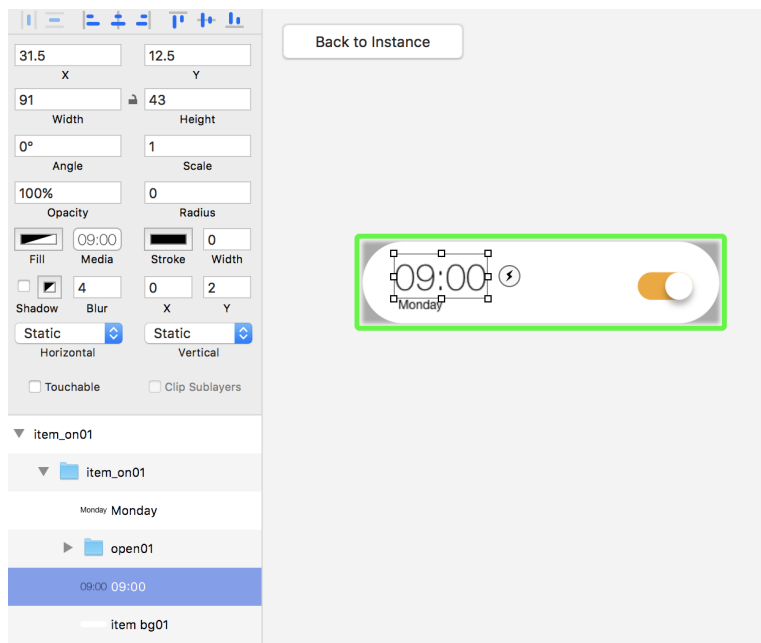 Back to Instance
31.5 12.5
X Y
91 43
Width Height
0° 1
Angle Scale
100% 0
Opacity Radius
09:00 0
Fill Media Stroke Width
4 0 2
Shadow Blur X Y
Static Static
Horizontal Vertical
Touchable Clip Sublayers
09:00
Monday
item_on01
item_on01
Monday Monday
open01
09:00 09:00
item bg01